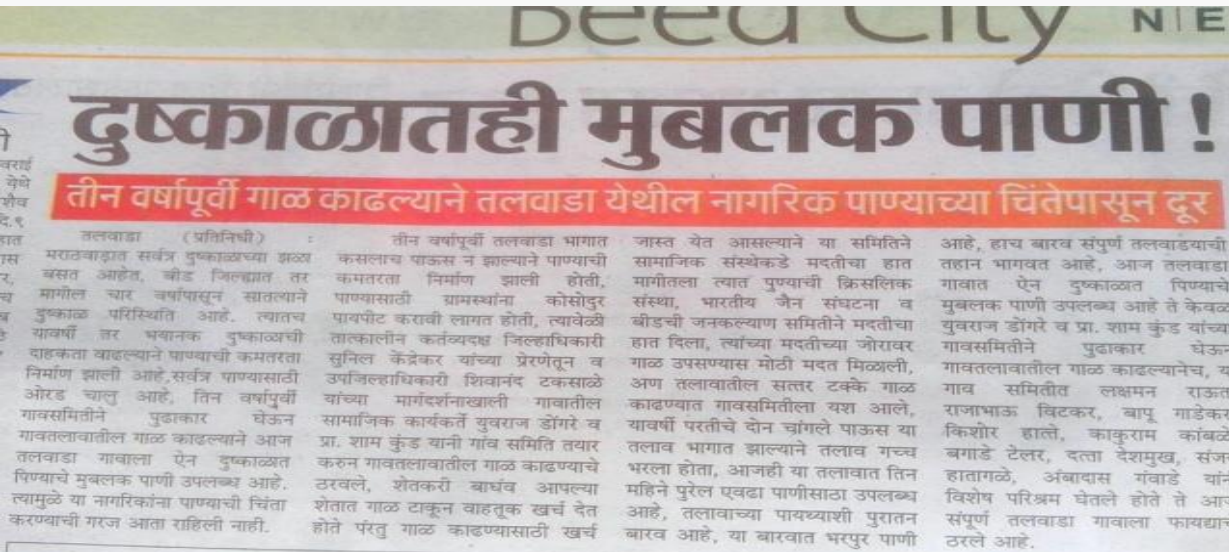 Beed City NIE
दुष्काळातही मुबलक पाणी !
तीन वर्षापूर्वी गाळ काढल्याने तलवाडा येथील नागरिक पाण्याच्या चिंतेपासून दूर
तलवाडा (प्रतिनिधी) :
मराठवाड्यात सर्वत्र दुष्काळाच्या झळा
बसत आहेत, बीड जिल्ह्यात तर
मागील चार वर्षापासून सातत्याने
दुष्काळ परिस्थिति आहे. त्यातच
यावर्षी तर भयानक दुष्काळाची
दाहकता वाढल्याने पाण्याची कमतरता
निर्माण झाली आहे,सर्वत्र पाण्यासाठी
ओरड चालु आहे, तिन वर्षापुर्वी
गावसमितीने पुढाकार घेऊन
गावतलावातील गाळ काढल्याने आज
तलवाडा गावाला ऐन दुष्काळात
पिण्याचे मुबलक पाणी उपलब्ध आहे.
त्यामुळे या नागरिकांना पाण्याची चिंता
करण्याची गरज आता राहिली नाही.
तीन वर्षापूर्वी तलवाडा भागात
कसलाच पाऊस न झाल्याने पाण्याची
कमतरता निर्माण झाली होती,
पाण्यासाठी ग्रामस्थांना कोसोदुर
पायपीट करावी लागत होती, त्यावेळी
तात्कालीन कर्तव्यदक्ष जिल्हाधिकारी
सुनिल केंद्रेकर यांच्या प्रेरणेतून व
उपजिल्हाधिकारी शिवानंद टकसाळे
यांच्या मार्गदर्शनाखाली गावातील
सामाजिक कार्यकर्ते युवराज डोंगरे व
प्रा. शाम कुंड यानी गांव समिति तयार
करुन गावतलावातील गाळ काढण्याचे
ठरवले, शेतकरी बाधंव आपल्या
शेतात गाळ टाकून वाहतूक खर्च देत
होते परंतु गाळ काढण्यासाठी खर्च
जास्त येत आसल्याने या समितिने
सामाजिक संस्थेकडे मदतीचा हात
मागीतला त्यात पुण्याची क्रिसलिक
संस्था, भारतीय जैन संघटना व
बीडची जनकल्याण समितीने मदतीचा
हात दिला, त्यांच्या मदतीच्या जोरावर
गाळ उपसण्यास मोठी मदत मिळाली,
अण तलावातील सत्तर टक्के गाळ
काढण्यात गावसमितीला यश आले,
यावर्षी परतीचे दोन चांगले पाऊस या
तलाव भागात झाल्याने तलाव गच्च
भरला होता, आजही या तलावात तिन
महिने पुरेल एवढा पाणीसाठा उपलब्ध
आहे, तलावाच्या पायथ्याशी पुरातन
बारव आहे, या बारवात भरपुर पाणी
आहे, हाच बारव संपुर्ण तलवाडयाची
तहान भागवत आहे, आज तलवाडा
गावात ऐन दुष्काळात पिण्याचे
मुबलक पाणी उपलब्ध आहे ते केवळ
युवराज डोंगरे व प्रा. शाम कुंड यांच्या
गावसमितीने पुढाकार घेऊन
गावतलावातील गाळ काढल्यानेच, या
गाव समितीत लक्षमन राऊत
राजाभाऊ विटकर, बापू गाडेकर
किशोर हात्ते, काकुराम कांबळे
बगाडे टेलर, दत्ता देशमुख, संजय
हातागळे, अंबादास गंवाडे यांनी
विशेष परिश्रम घेतले होते ते आज
संपूर्ण तलवाडा गावाला फायद्याचे
ठरले आहे.